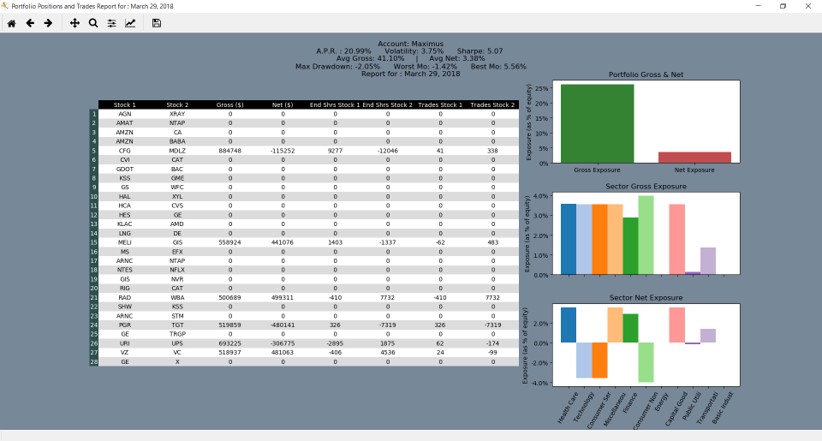 Portfolio Positions and Trades Report for : March 29, 2018
Account: Maximus
A.P.R. : 20.99% Volatility: 3.75% Sharpe: 5.07
Avg Gross: 41.10% | Avg Net: 3.38%
Max Drawdown: -2.05% Worst Mo: -1.42% Best Mo: 5.56%
Report for : March 29, 2018
Stock 1 Stock 2 Gross ($) Net ($) End Shrs Stock 1 End Shrs Stock 2 Trades Stock 1 Trades Stock 2
1 AGN XRAY 0 0 0 0 0 0
2 AMAT NTAP 0 0 0 0 0 0
3 AMZN CA 0 0 0 0 0 0
4 AMZN BABA 0 0 0 0 0 0
5 CFG MDLZ 884748 -115252 9277 -12046 41 338
6 CVI CAT 0 0 0 0 0 0
7 GDOT BAC 0 0 0 0 0 0
8 KSS GME 0 0 0 0 0 0
9 GS WFC 0 0 0 0 0 0
10 HAL XYL 0 0 0 0 0 0
11 HCA CVS 0 0 0 0 0 0
12 HES GE 0 0 0 0 0 0
13 KLAC AMD 0 0 0 0 0 0
14 LNG DE 0 0 0 0 0 0
15 MELI GIS 558924 441076 1403 -1337 -62 483
16 MS EFX 0 0 0 0 0 0
17 ARNC NTAP 0 0 0 0 0 0
18 NTES NFLX 0 0 0 0 0 0
19 GIS NVR 0 0 0 0 0 0
20 RIG CAT 0 0 0 0 0 0
21 RAD WBA 500689 499311 -410 7732 -410 7732
22 SHW KSS 0 0 0 0 0 0
23 ARNC STM 0 0 0 0 0 0
24 PGR TGT 519859 -480141 326 -7319 326 -7319
25 GE TRGP 0 0 0 0 0 0
26 URI UPS 693225 -306775 -2895 1875 62 -174
27 VZ VC 518937 481063 -406 4536 24 -99
28 GE X 0 0 0 0 0 0
Portfolio Gross & Net
Exposure (as % of equity)
25%
20%
15%
10%
5%
0%
Gross Exposure Net Exposure
Sector Gross Exposure
Exposure (as % of equity)
4.0%
3.0%
2.0%
1.0%
0.0%
Sector Net Exposure
Exposure (as % of equity)
2.0%
0.0%
-2.0%
-4.0%
Health Care
Technology
Consumer Ser
Miscellaneou
Finance
Consumer Non
Energy
Capital Good
Public Utili
Transportati
Basic Indust